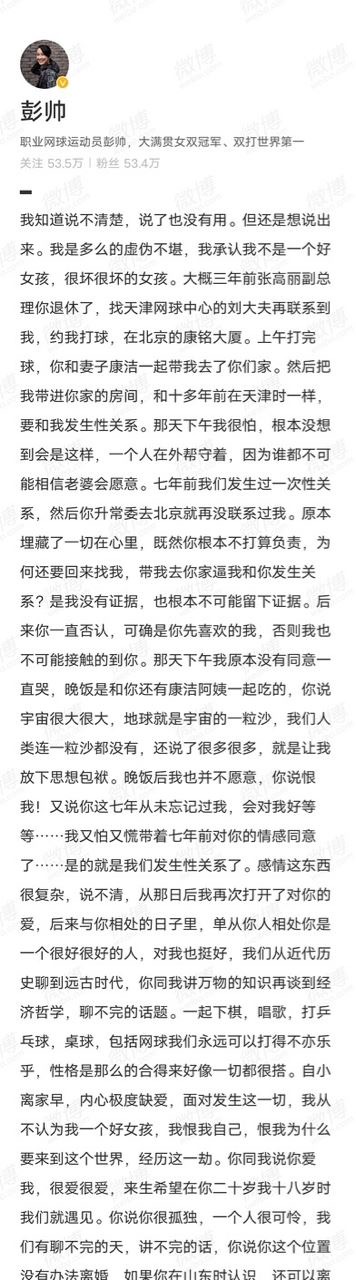 彭帅
职业网球运动员彭帅，大满贯女双冠军、双打世界第一
关注 53.5万 | 粉丝 53.4万
我知道说不清楚，说了也没有用。但还是想说出
来。我是多么的虚伪不堪，我承认我不是一个好
女孩，很坏很坏的女孩。大概三年前张高丽副总
理你退休了，找天津网球中心的刘大夫再联系到
我，约我打球，在北京的康铭大厦。上午打完
球，你和妻子康洁一起带我去了你们家。然后把
我带进你家的房间，和十多年前在天津时一样，
要和我发生性关系。那天下午我很怕，根本没想
到会是这样，一个人在外帮守着，因为谁都不可
能相信老婆会愿意。七年前我们发生过一次性关
系，然后你升常委去北京就再没联系过我。原本
埋藏了一切在心里，既然你根本不打算负责，为
何还要回来找我，带我去你家逼我和你发生关
系？是我没有证据，也根本不可能留下证据。后
来你一直否认，可确是你先喜欢的我，否则我也
不可能接触的到你。那天下午我原本没有同意一
直哭，晚饭是和你还有康洁阿姨一起吃的，你说
宇宙很大很大，地球就是宇宙的一粒沙，我们人
类连一粒沙都没有，还说了很多很多，就是让我
放下思想包袱。晚饭后我也并不愿意，你说恨
我！又说你这七年从未忘记过我，会对我好等
等……我又怕又慌带着七年前对你的情感同意
了……是的就是我们发生性关系了。感情这东西
很复杂，说不清，从那日后我再次打开了对你的
爱，后来与你相处的日子里，单从你人相处你是
一个很好很好的人，对我也挺好，我们从近代历
史聊到远古时代，你同我讲万物的知识再谈到经
济哲学，聊不完的话题。一起下棋，唱歌，打乒
乓球，桌球，包括网球我们永远可以打得不亦乐
乎，性格是那么的合得来好像一切都很搭。自小
离家早，内心极度缺爱，面对发生这一切，我从
不认为我一个好女孩，我恨我自己，恨我为什么
要来到这个世界，经历这一劫。你同我说你爱
我，很爱很爱，来生希望在你二十岁我十八岁时
我们就遇见。你说你很孤独，一个人很可怜，我
们有聊不完的天，讲不完的话，你说你这个位置
没有办法离婚，如果你在山东时认识，还可以离